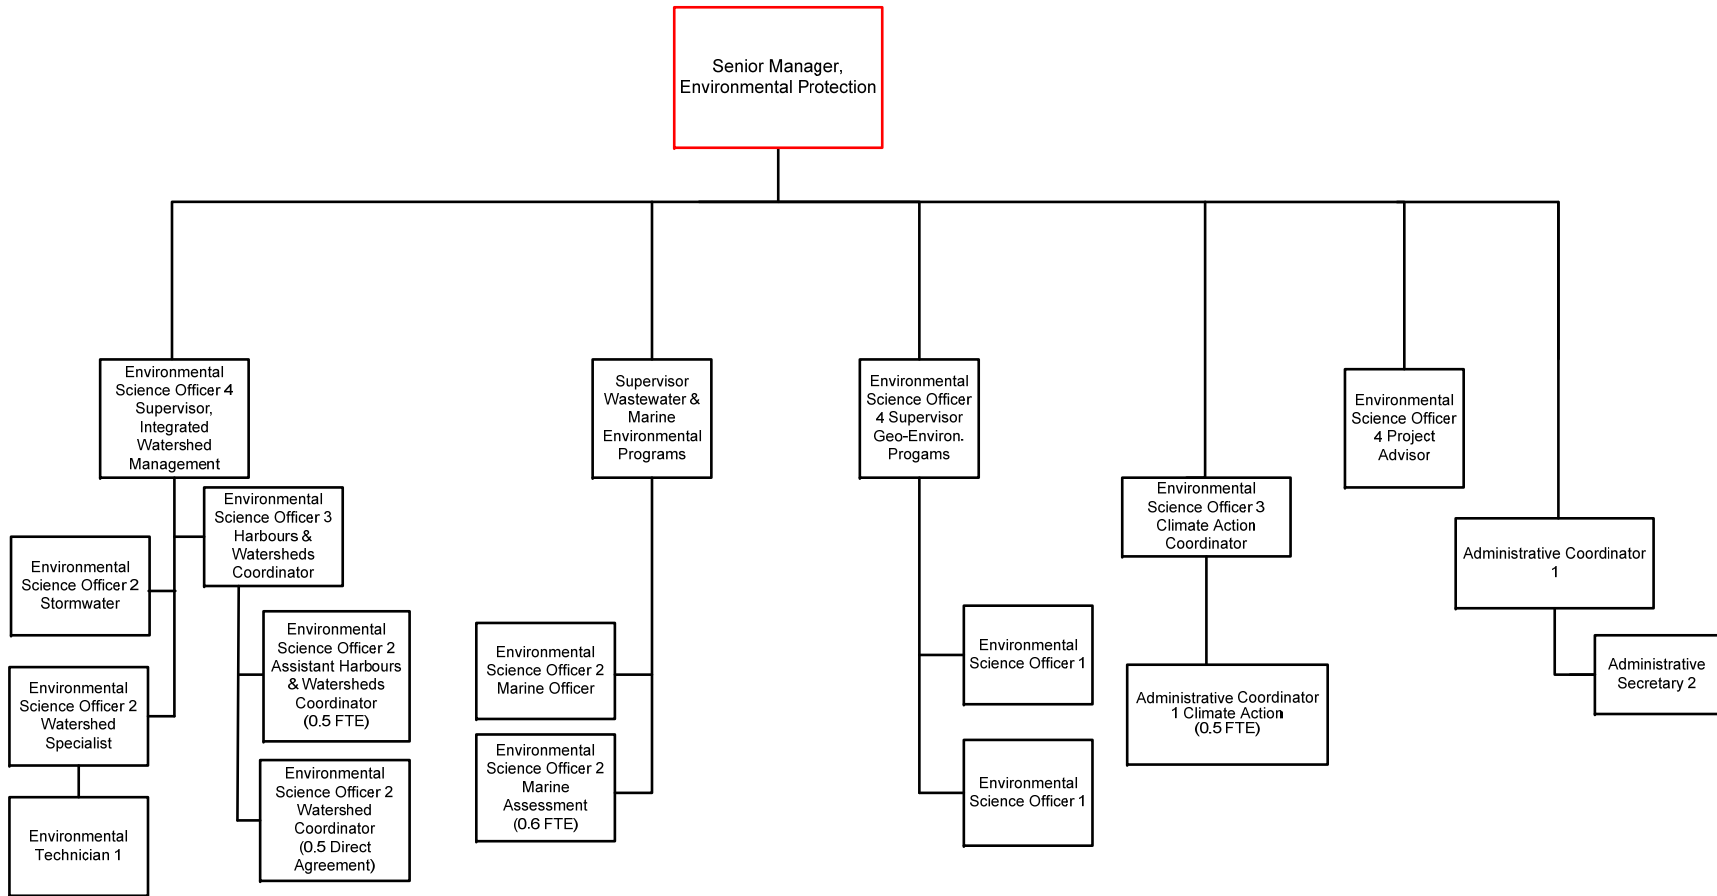 Senior Manager,
Environmental Protection
Environmental
Science Officer 4
Supervisor,
Integrated
Watershed
Management
Supervisor
Wastewater &
Marine
Environmental
Programs
Environmental
Science Officer
4 Supervisor
Geo-Environ.
Progams
Environmental
Science Officer 3
Climate Action
Coordinator
Environmental
Science Officer
4 Project
Advisor
Administrative Coordinator
1
Environmental
Science Officer 3
Harbours &
Watersheds
Coordinator
Environmental
Science Officer 2
Stormwater
Environmental
Science Officer 2
Watershed
Specialist
Environmental
Technician 1
Environmental
Science Officer 2
Assistant Harbours
& Watersheds
Coordinator
(0.5 FTE)
Environmental
Science Officer 2
Watershed
Coordinator
(0.5 Direct
Agreement)
Environmental
Science Officer 2
Marine Officer
Environmental
Science Officer 2
Marine
Assessment
(0.6 FTE)
Environmental
Science Officer 1
Environmental
Science Officer 1
Administrative Coordinator
1 Climate Action
(0.5 FTE)
Administrative
Secretary 2